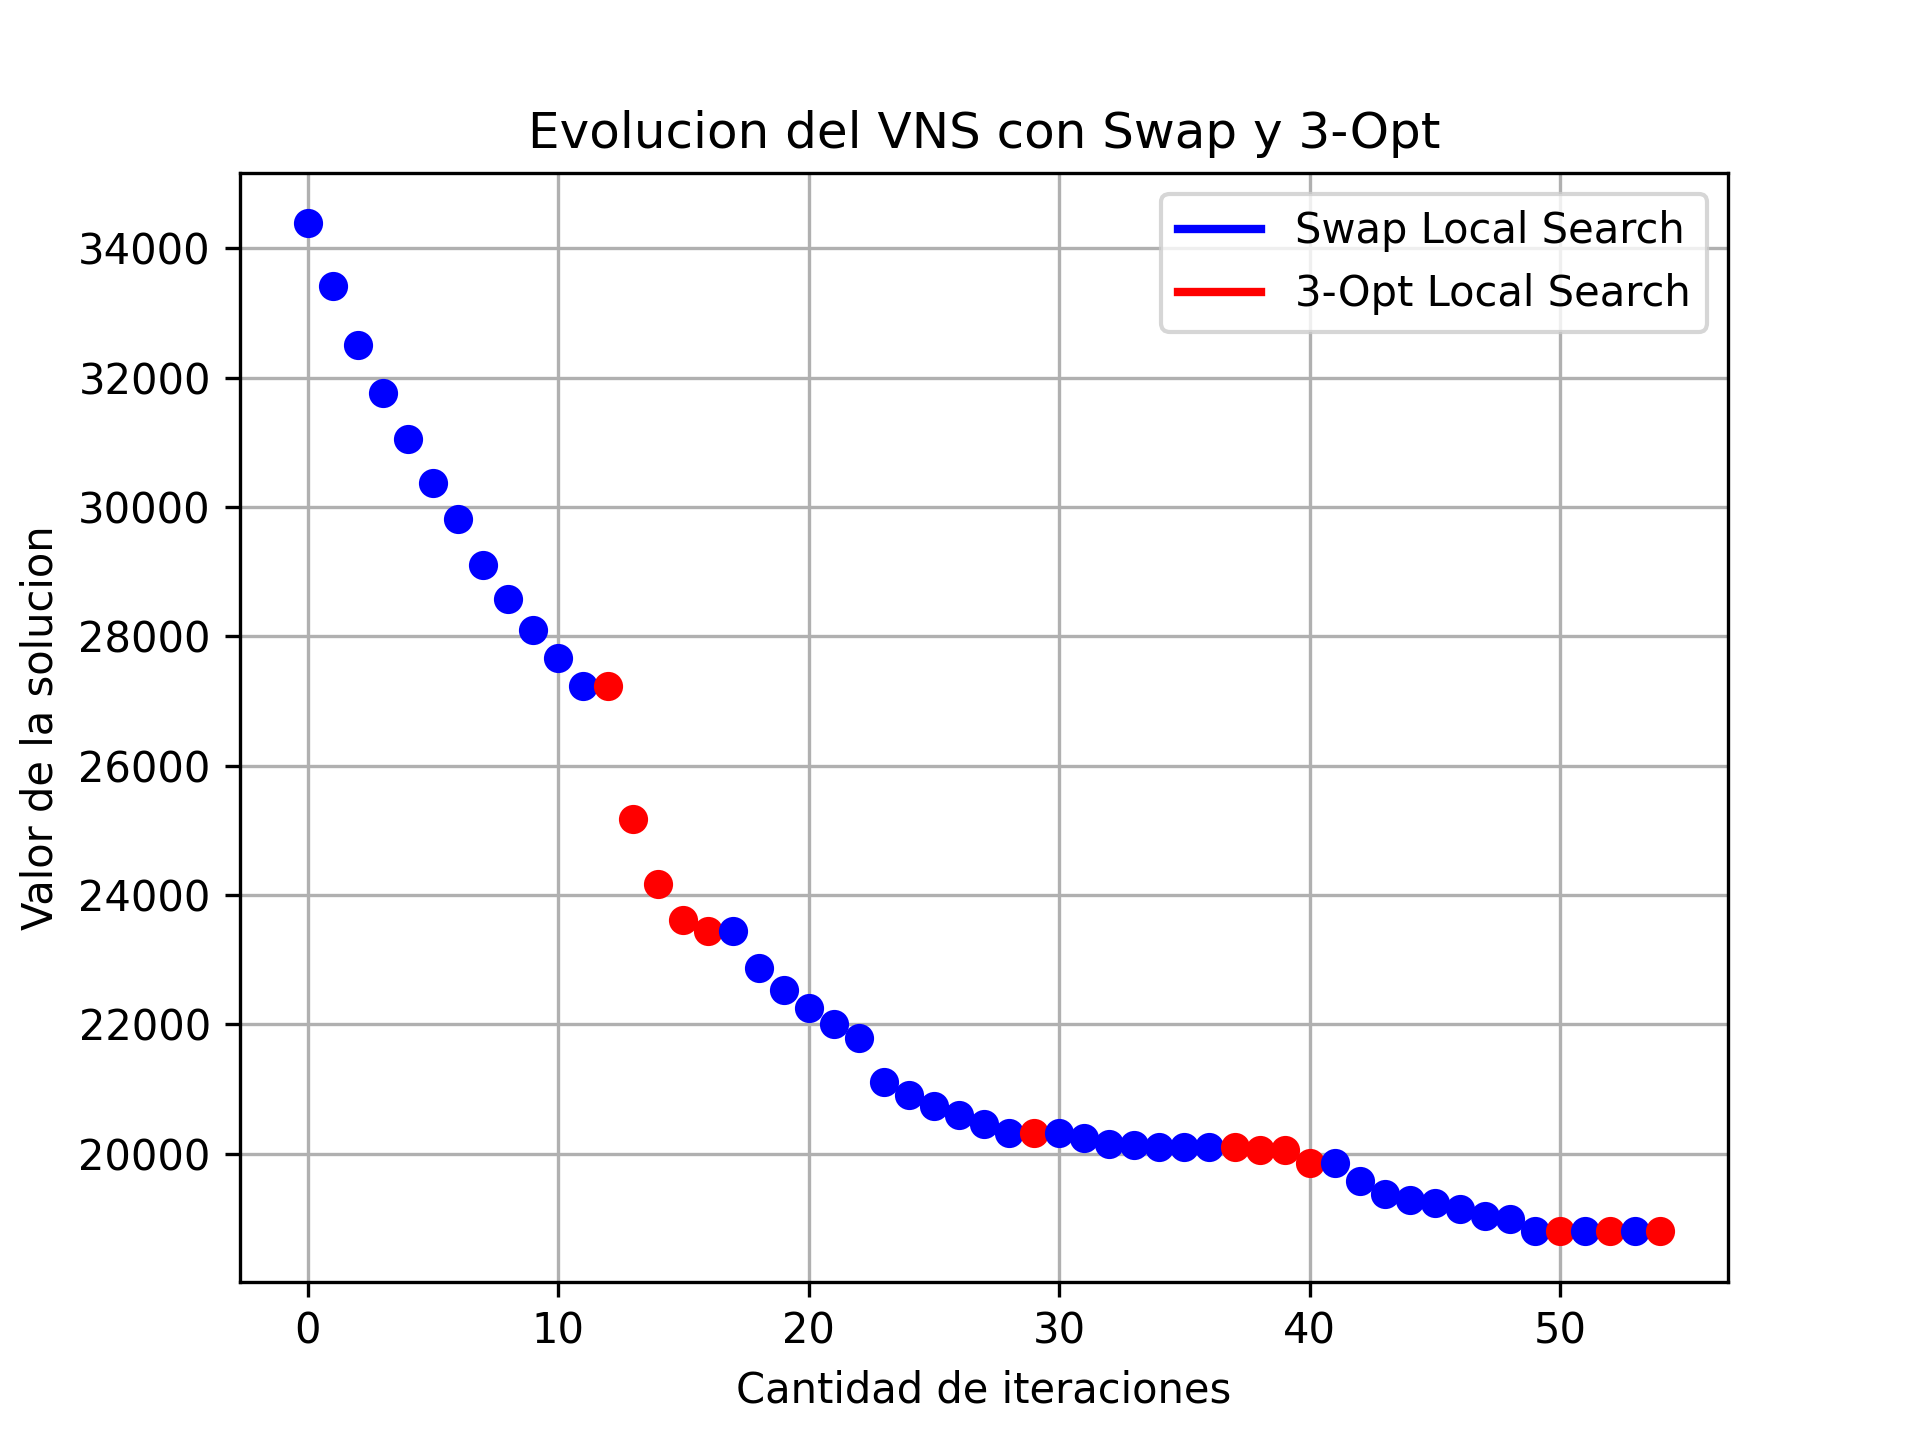 Evolucion del VNS con Swap y 3-Opt
Swap Local Search
3-Opt Local Search
Valor de la solucion
34000
32000
30000
28000
26000
24000
22000
20000
0 10 20 30 40 50
Cantidad de iteraciones